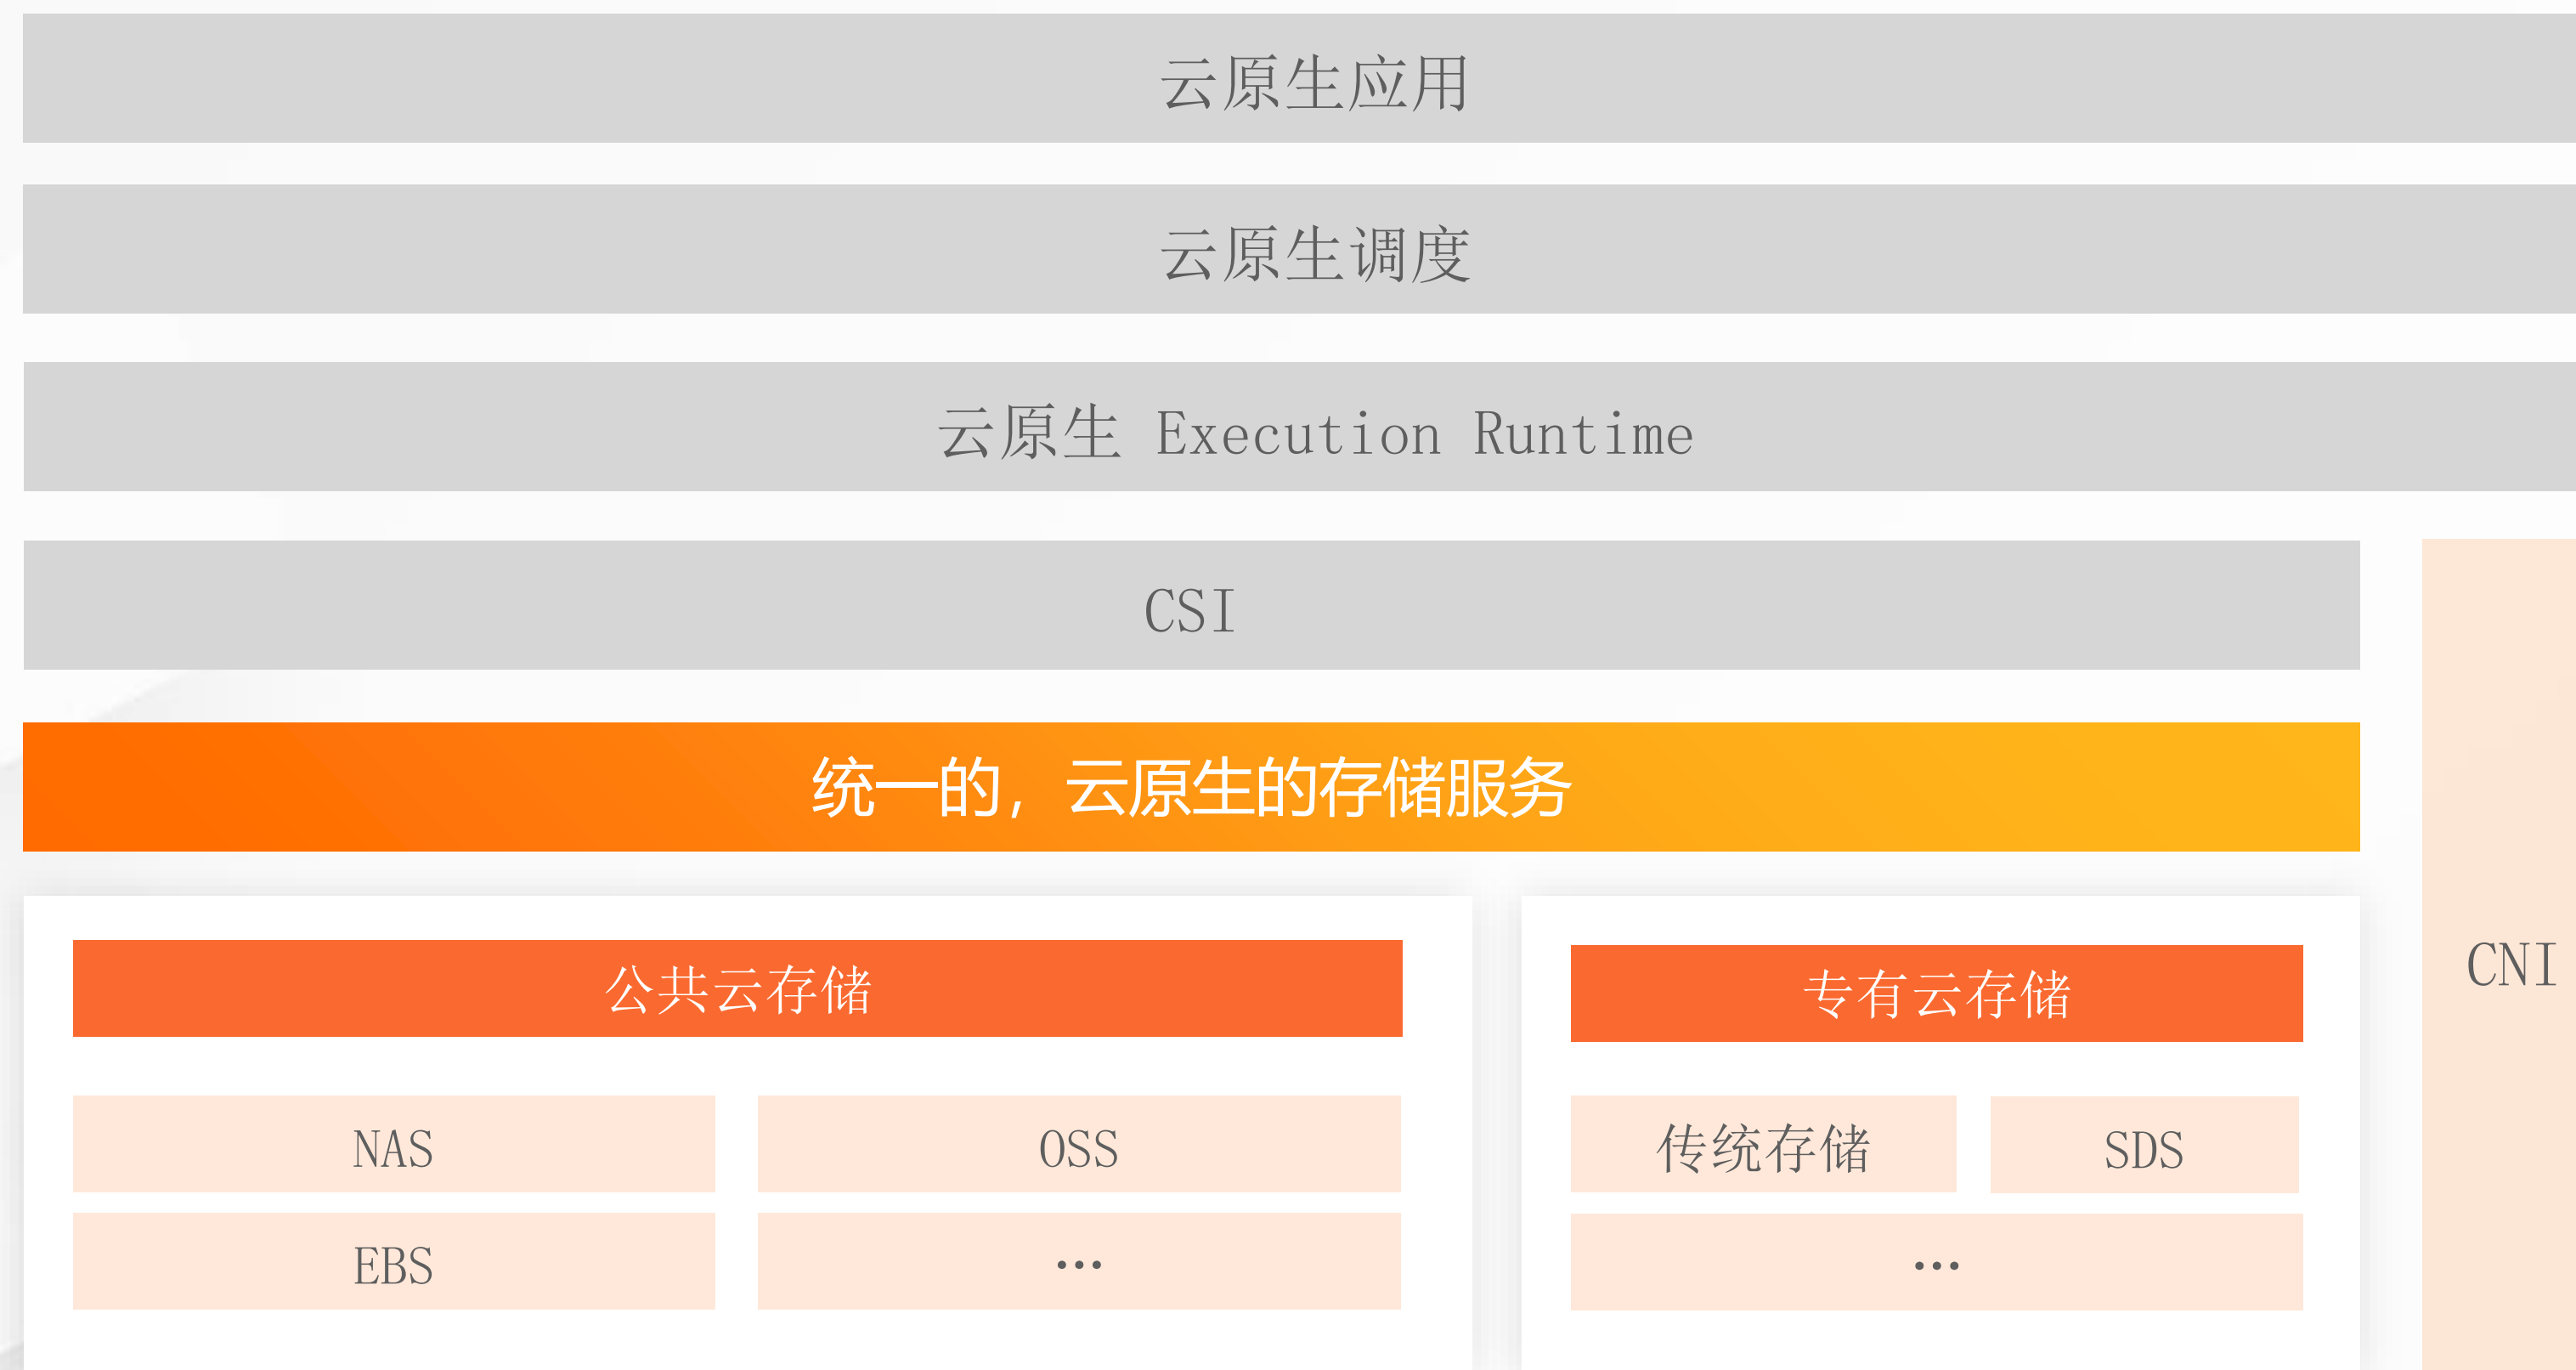 云原生应用
云原生调度
云原生 Execution Runtime
CSI
统一的，云原生的存储服务
公共云存储
NAS
OSS
EBS
...
专有云存储
传统存储
SDS
...
CNI